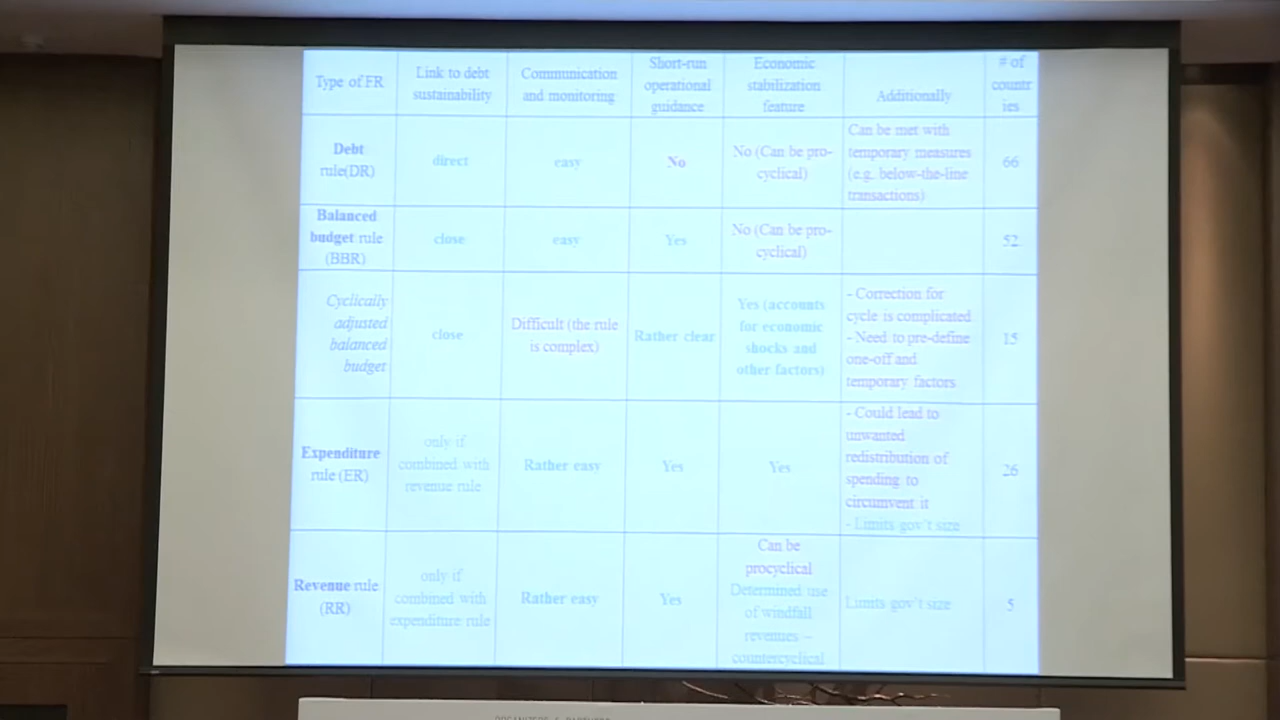 Type of FR
Link to debt
sustainability
Communication
and monitoring
Short-run
operational
guidance
Economic
stabilization
feature
Additionally
# of
countr
ies
Debt
rule(DR)
direct
easy
No
No (Can be pro-
cyclical)
Can be met with
temporary measures
(e.g. below-the-line
transactions)
66
Balanced
budget rule
(BBR)
close
easy
Yes
No (Can be pro-
cyclical)
52
Cyclically
adjusted
balanced
budget
close
Difficult (the rule
is complex)
Rather clear
Yes (accounts
for economic
shocks and
other factors)
- Correction for
cycle is complicated
- Need to pre-define
one-off and
temporary factors
15
Expenditure
rule (ER)
only if
combined with
revenue rule
Rather easy
Yes
Yes
- Could lead to
unwanted
redistribution of
spending to
circumvent it
- Limits gov't size
26
Revenue rule
(RR)
only if
combined with
expenditure rule
Rather easy
Yes
Can be
procyclical
Determined use
of windfall
revenues –
countercyclical
Limits gov't size
5